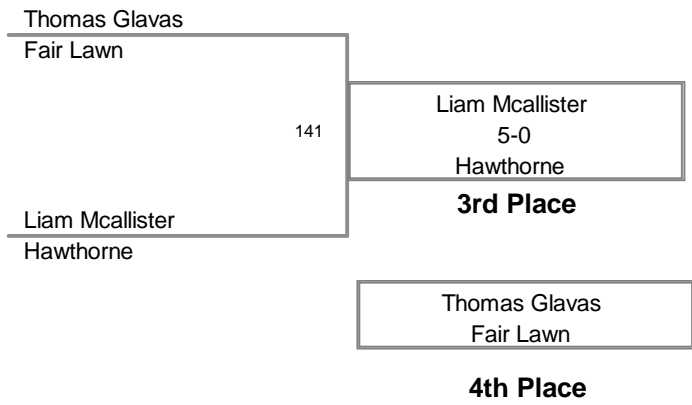 Thomas Glavas
Fair Lawn
141
Liam Mcallister
5-0
Hawthorne
3rd Place
Liam Mcallister
Hawthorne
Thomas Glavas
Fair Lawn
4th Place